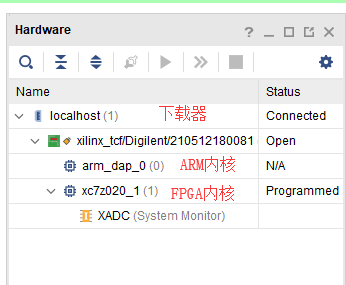 Hardware
Name Status
localhost (1) 下载器 Connected
xilinx_tcf/Digilent/210512180081 Open
arm_dap_0 (0) ARM内核 N/A
xc7z020_1 (1) FPGA内核 Programmed
XADC (System Monitor)